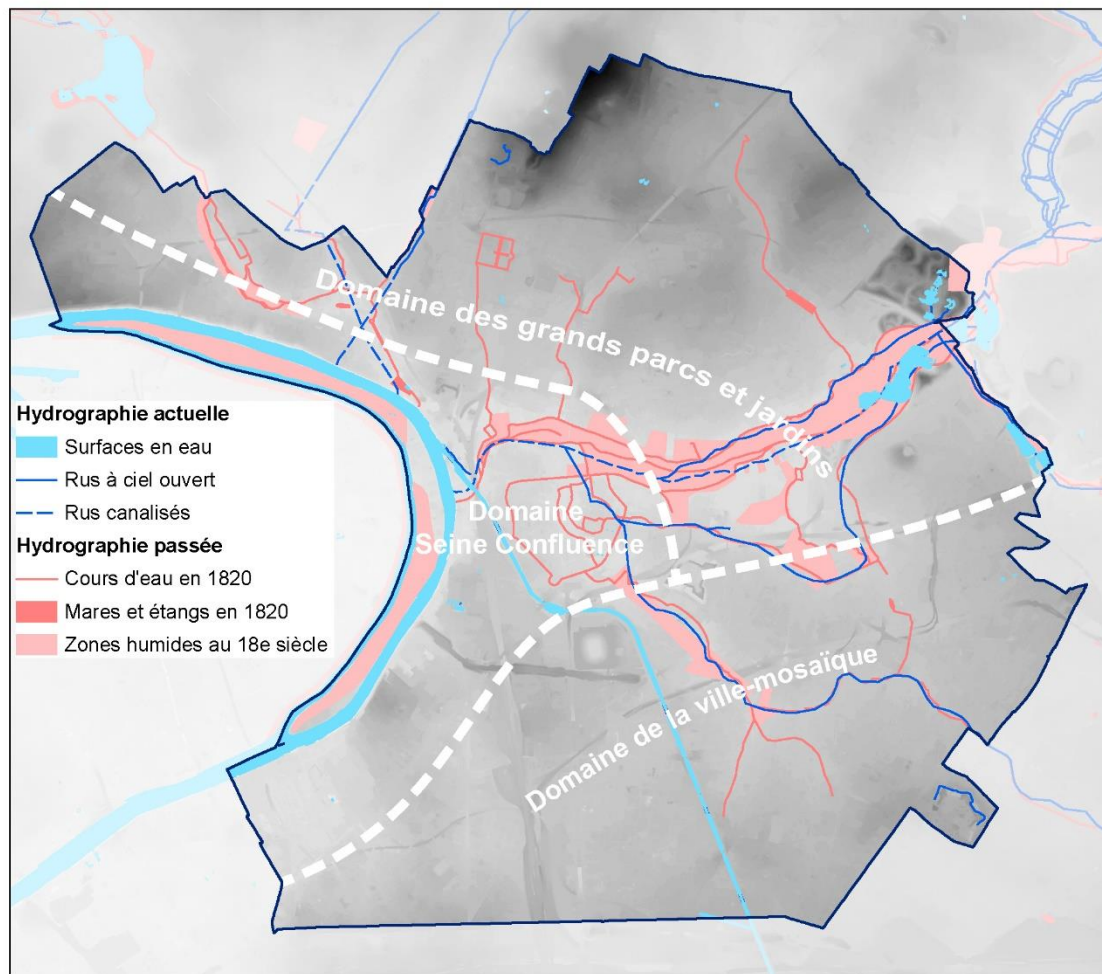 Domaine des grands parcs et jardins
Hydrographie actuelle
Surfaces en eau
Rus à ciel ouvert
Rus canalisés
Hydrographie passée
Cours d'eau en 1820
Mares et étangs en 1820
Zones humides au 18e siècle
Domaine
Seine Confluence
Domaine de la ville-mosaïque